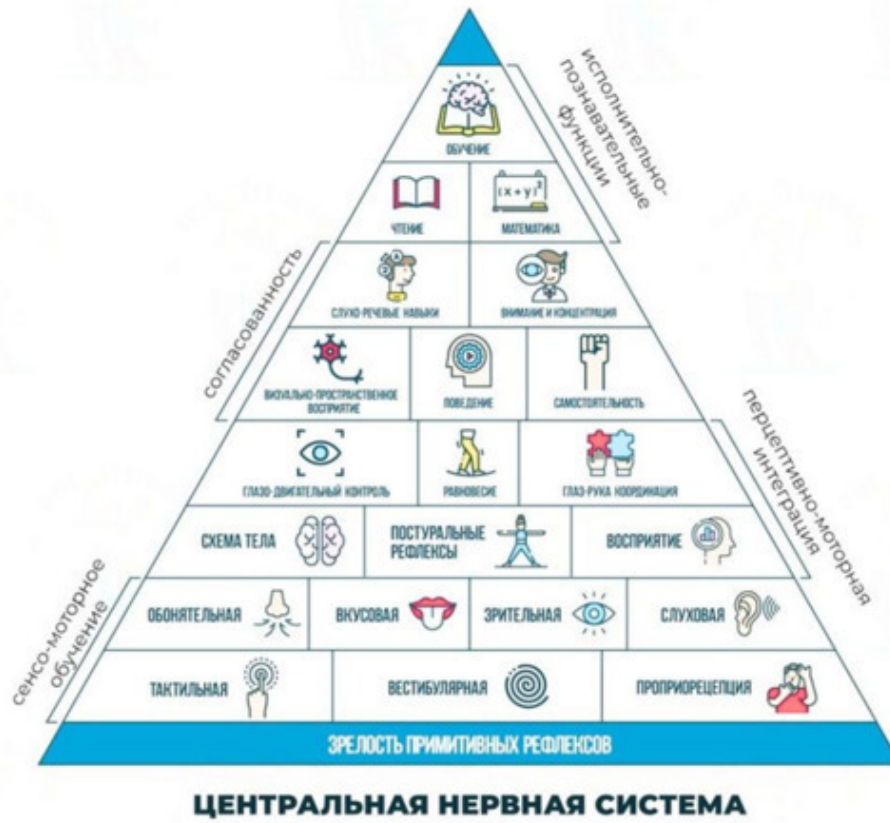 исполнительно-
познавательные
функции
ОБУЧЕНИЕ
(x+y)²
ЧТЕНИЕ
МАТЕМАТИКА
согласованность
СЛУХО-РЕЧЕВЫЕ НАВЫКИ
ВНИМАНИЕ И КОНЦЕНТРАЦИЯ
ВИЗУАЛЬНО-ПРОСТРАНСТВЕННОЕ
ВОСПРИЯТИЕ
ПОВЕДЕНИЕ
САМОСТОЯТЕЛЬНОСТЬ
перцептивно-моторная
интеграция
ГЛАЗО-ДВИГАТЕЛЬНЫЙ КОНТРОЛЬ
РАВНОВЕСИЕ
ГЛАЗ-РУКА КООРДИНАЦИЯ
СХЕМА ТЕЛА
ПОСТУРАЛЬНЫЕ
РЕФЛЕКСЫ
ВОСПРИЯТИЕ
сенсо-моторное
обучение
ОБОНЯТЕЛЬНАЯ
ВКУСОВАЯ
ЗРИТЕЛЬНАЯ
СЛУХОВАЯ
ТАКТИЛЬНАЯ
ВЕСТИБУЛЯРНАЯ
ПРОПРИОРЕЦЕПЦИЯ
ЗРЕЛОСТЬ ПРИМИТИВНЫХ РЕФЛЕКСОВ
ЦЕНТРАЛЬНАЯ НЕРВНАЯ СИСТЕМА